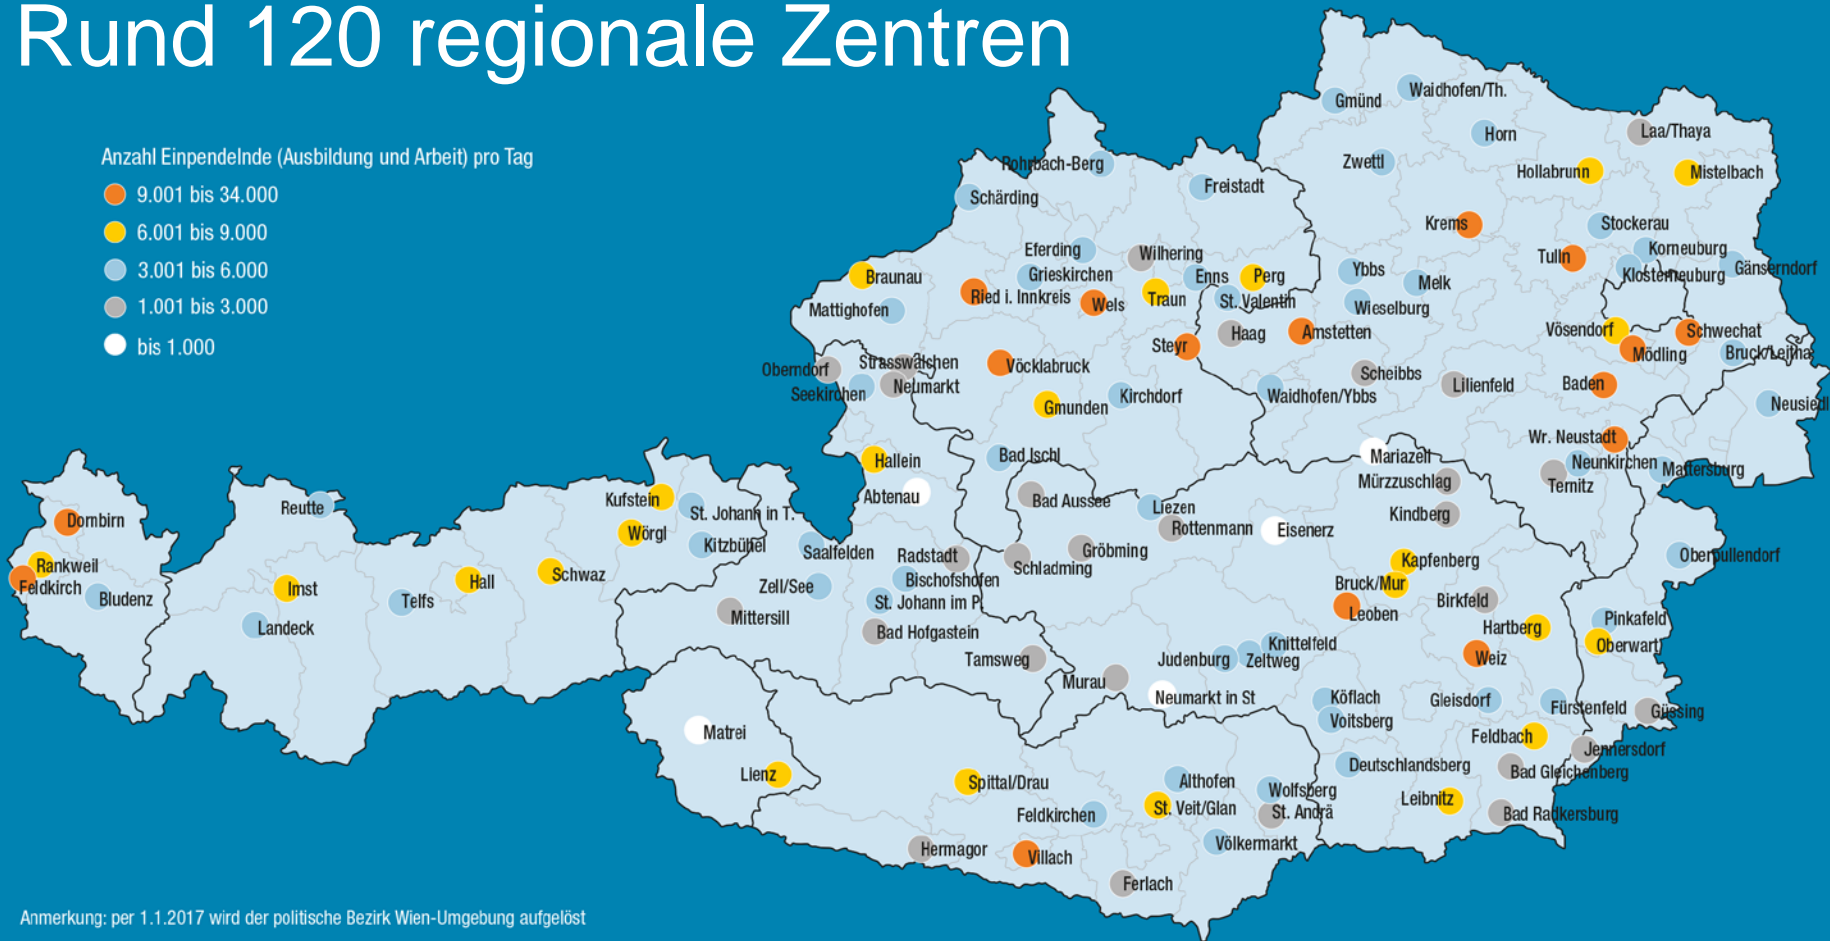 Rund 120 regionale Zentren
Anzahl Einpendelnde (Ausbildung und Arbeit) pro Tag
9.001 bis 34.000
6.001 bis 9.000
3.001 bis 6.000
1.001 bis 3.000
bis 1.000
Waidhofen/Th.
Gmünd
Horn
Laa/Thaya
Zwettl
Rohrbach-Berg
Hollabrunn
Mistelbach
Freistadt
Schärding
Krems
Stockerau
Eferding
Wilhering
Tulln
Korneuburg
Gänserndorf
Klosterneuburg
Braunau
Grieskirchen
Enns
Perg
Ybbs
Melk
Ried i. Innkreis
Wels
Traun
St. Valentin
Wieselburg
Mattighofen
Haag
Amstetten
Vösendorf
Schwechat
Steyr
Mödling
Bruck/Leitha
Oberndorf
Strasswalchen
Vöcklabruck
Scheibbs
Neumarkt
Lilienfeld
Baden
Seekirchen
Gmunden
Kirchdorf
Waidhofen/Ybbs
Neusiedl
Wr. Neustadt
Hallein
Bad Ischl
Mariazell
Neunkirchen
Mattersburg
Mürzzuschlag
Ternitz
Kufstein
Abtenau
Bad Aussee
Reutte
St. Johann in T.
Liezen
Kindberg
Dornbirn
Wörgl
Rottenmann
Eisenerz
Kitzbühel
Saalfelden
Radstadt
Gröbming
Oberpullendorf
Rankweil
Schladming
Kapfenberg
Feldkirch
Bludenz
Imst
Hall
Schwaz
Zell/See
Bischofshofen
Bruck/Mur
Telfs
St. Johann im P.
Birkfeld
Leoben
Landeck
Mittersill
Bad Hofgastein
Hartberg
Pinkafeld
Knittelfeld
Oberwart
Tamsweg
Judenburg
Zeltweg
Weiz
Murau
Neumarkt in St
Köflach
Gleisdorf
Fürstenfeld
Güssing
Voitsberg
Matrei
Feldbach
Jennersdorf
Deutschlandsberg
Bad Gleichenberg
Lienz
Spittal/Drau
Althofen
Wolfsberg
Leibnitz
St. Veit/Glan
St. Andrä
Feldkirchen
Bad Radkersburg
Völkermarkt
Hermagor
Villach
Ferlach
Anmerkung: per 1.1.2017 wird der politische Bezirk Wien-Umgebung aufgelöst